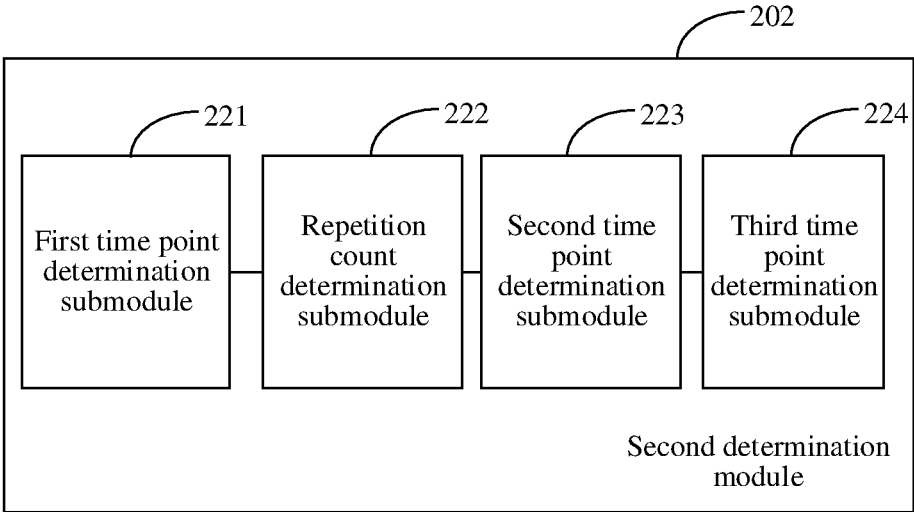 202
221
222
223
224
First time point
determination
submodule
Repetition
count
determination
submodule
Second time
point
determination
submodule
Third time
point
determination
submodule
Second determination
module